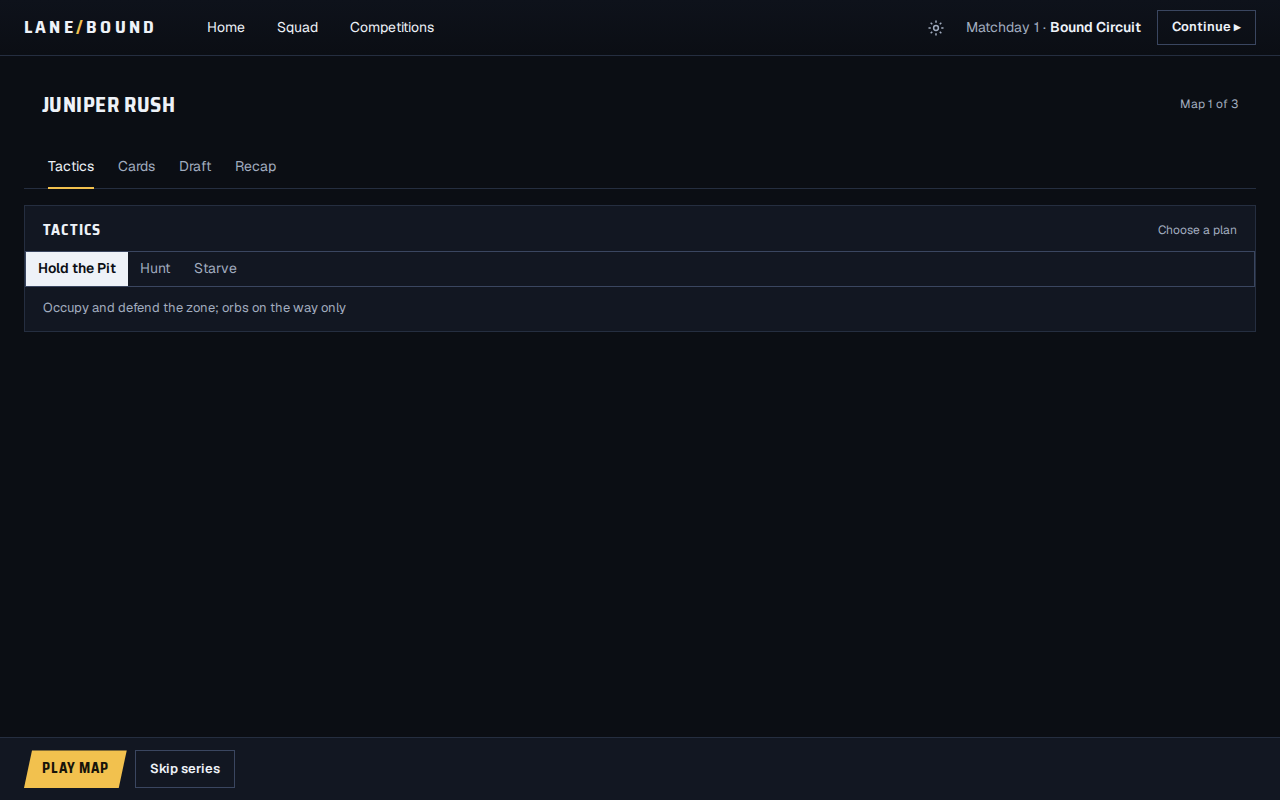 LANE/BOUND Home Squad Competitions Matchday 1 · Bound Circuit Continue ▸
JUNIPER RUSH Map 1 of 3
Tactics Cards Draft Recap
TACTICS Choose a plan
Hold the Pit Hunt Starve
Occupy and defend the zone; orbs on the way only
PLAY MAP Skip series